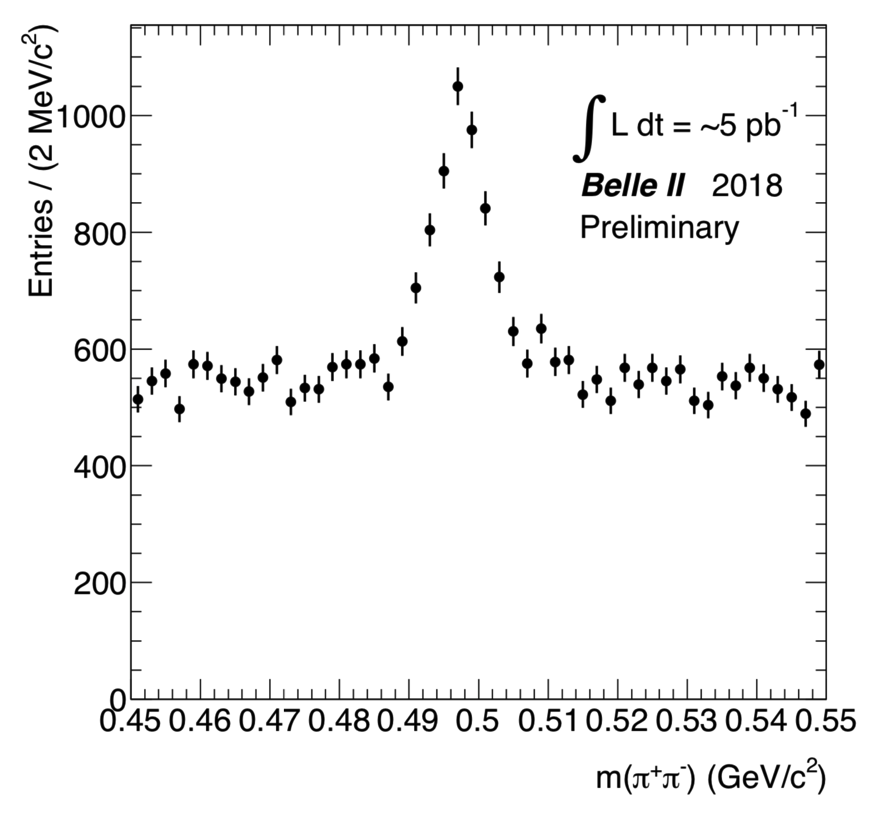 Entries / (2 MeV/c²)
1000
800
600
400
200
0
∫ L dt = ~5 pb⁻¹
Belle II 2018
Preliminary
0.45 0.46 0.47 0.48 0.49 0.5 0.51 0.52 0.53 0.54 0.55
m(π⁺π⁻) (GeV/c²)